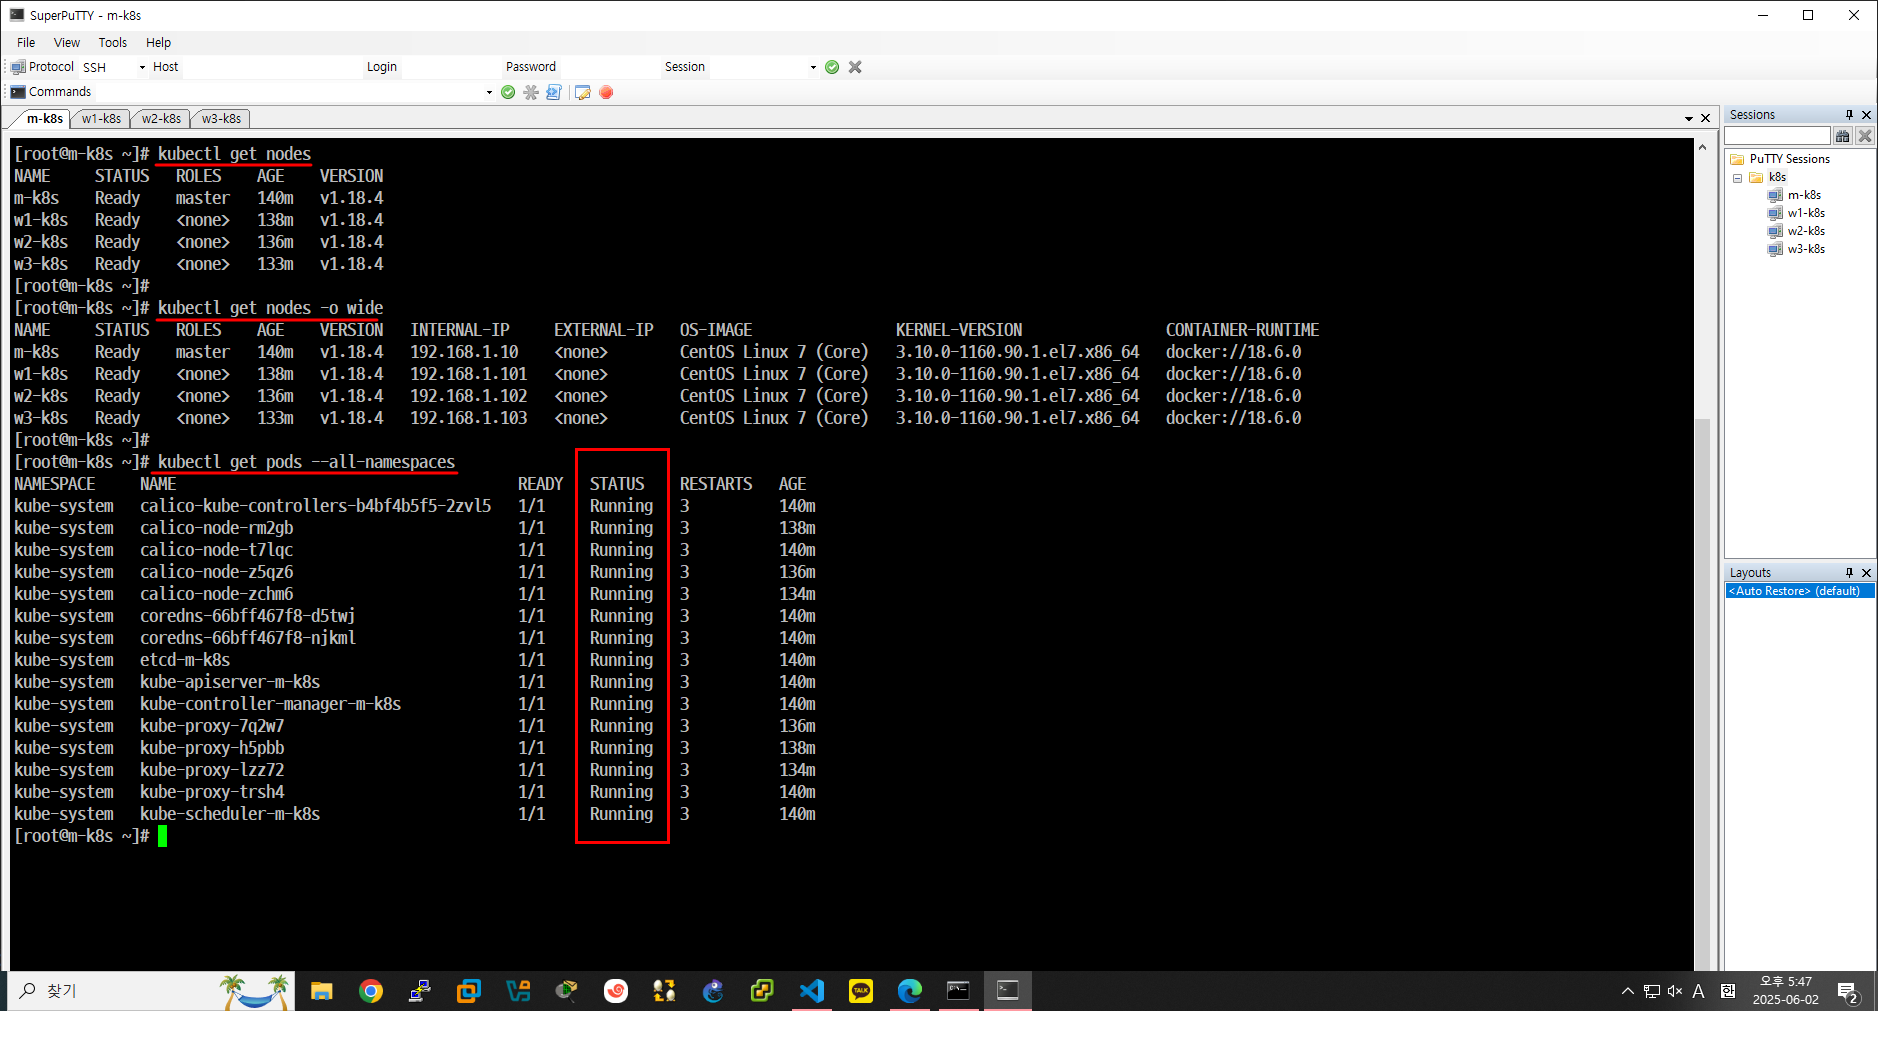 SuperPuTTY - m-k8s
File View Tools Help
Protocol SSH Host Login Password Session
Commands
m-k8s w1-k8s w2-k8s w3-k8s
[root@m-k8s ~]# kubectl get nodes
NAME STATUS ROLES AGE VERSION
m-k8s Ready master 140m v1.18.4
w1-k8s Ready <none> 138m v1.18.4
w2-k8s Ready <none> 136m v1.18.4
w3-k8s Ready <none> 133m v1.18.4
[root@m-k8s ~]#
[root@m-k8s ~]# kubectl get nodes -o wide
NAME STATUS ROLES AGE VERSION INTERNAL-IP EXTERNAL-IP OS-IMAGE KERNEL-VERSION CONTAINER-RUNTIME
m-k8s Ready master 140m v1.18.4 192.168.1.10 <none> CentOS Linux 7 (Core) 3.10.0-1160.90.1.el7.x86_64 docker://18.6.0
w1-k8s Ready <none> 138m v1.18.4 192.168.1.101 <none> CentOS Linux 7 (Core) 3.10.0-1160.90.1.el7.x86_64 docker://18.6.0
w2-k8s Ready <none> 136m v1.18.4 192.168.1.102 <none> CentOS Linux 7 (Core) 3.10.0-1160.90.1.el7.x86_64 docker://18.6.0
w3-k8s Ready <none> 133m v1.18.4 192.168.1.103 <none> CentOS Linux 7 (Core) 3.10.0-1160.90.1.el7.x86_64 docker://18.6.0
[root@m-k8s ~]#
[root@m-k8s ~]# kubectl get pods --all-namespaces
NAMESPACE NAME READY STATUS RESTARTS AGE
kube-system calico-kube-controllers-b4bf4b5f5-2zvl5 1/1 Running 3 140m
kube-system calico-node-rm2gb 1/1 Running 3 138m
kube-system calico-node-t7lqc 1/1 Running 3 140m
kube-system calico-node-z5qz6 1/1 Running 3 136m
kube-system calico-node-zchm6 1/1 Running 3 134m
kube-system coredns-66bff467f8-d5twj 1/1 Running 3 140m
kube-system coredns-66bff467f8-njkml 1/1 Running 3 140m
kube-system etcd-m-k8s 1/1 Running 3 140m
kube-system kube-apiserver-m-k8s 1/1 Running 3 140m
kube-system kube-controller-manager-m-k8s 1/1 Running 3 140m
kube-system kube-proxy-7q2w7 1/1 Running 3 136m
kube-system kube-proxy-h5pbb 1/1 Running 3 138m
kube-system kube-proxy-lzz72 1/1 Running 3 134m
kube-system kube-proxy-trsh4 1/1 Running 3 140m
kube-system kube-scheduler-m-k8s 1/1 Running 3 140m
[root@m-k8s ~]#
Sessions
PuTTY Sessions
k8s
m-k8s
w1-k8s
w2-k8s
w3-k8s
Layouts
<Auto Restore> (default)
찾기
TALK
A 한
오후 5:47
2025-06-02
2